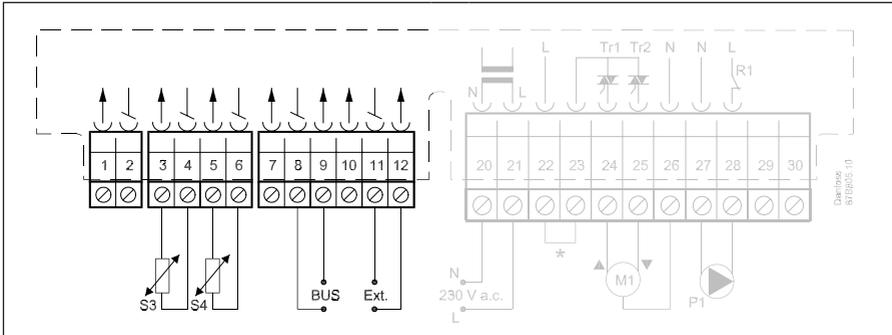 L Tr1 Tr2 N N L
R1
N L
1 2 3 4 5 6 7 8 9 10 11 12 20 21 22 23 24 25 26 27 28 29 30
Danfoss
87B805.10
*
N
M1
S3 S4 BUS Ext. 230 V a.c. P1
L